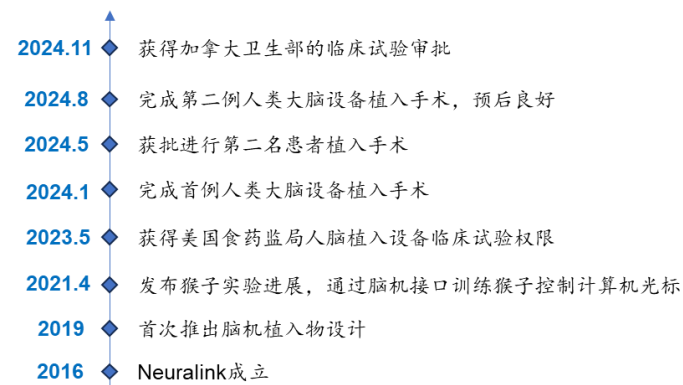 2024.11 获得加拿大卫生部的临床试验审批
2024.8 完成第二例人类大脑设备植入手术，预后良好
2024.5 获批进行第二名患者植入手术
2024.1 完成首例人类大脑设备植入手术
2023.5 获得美国食药监局人脑植入设备临床试验权限
2021.4 发布猴子实验进展，通过脑机接口训练猴子控制计算机光标
2019 首次推出脑机植入物设计
2016 Neuralink成立